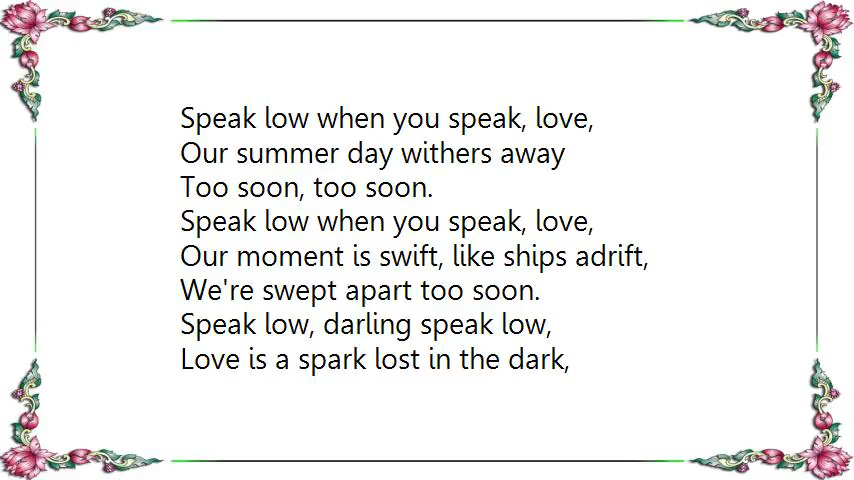 Speak low when you speak, love,
Our summer day withers away
Too soon, too soon.
Speak low when you speak, love,
Our moment is swift, like ships adrift,
We're swept apart too soon.
Speak low, darling speak low,
Love is a spark lost in the dark,